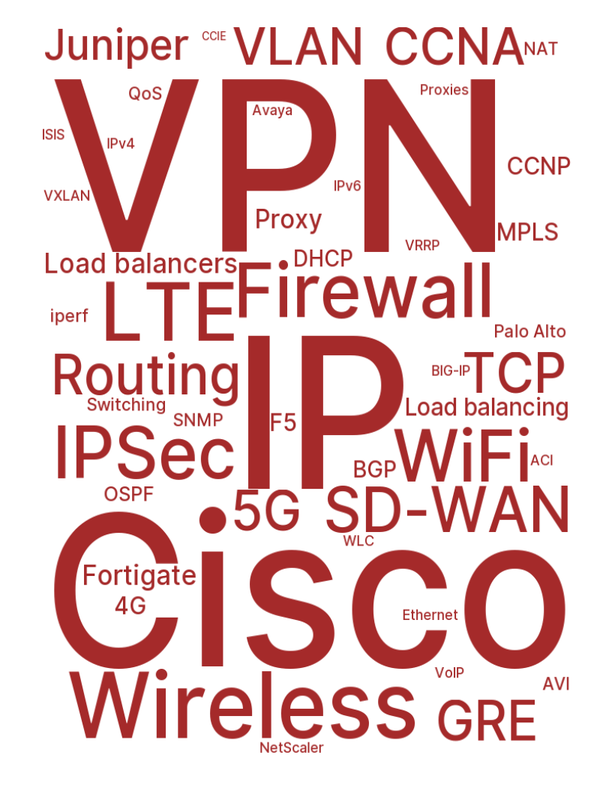 Juniper
CCIE
VLAN
CCNA
NAT
VPN
QoS
Avaya
Proxies
ISIS
IPv4
CCNP
IPv6
VXLAN
Proxy
MPLS
VRRP
Load balancers
DHCP
Firewall
LTE
iperf
Palo Alto
IP
Routing
BIG-IP
TCP
Switching
Load balancing
SNMP
F5
IPSec
WiFi
BGP
ACI
OSPF
5G
SD-WAN
WLC
Cisco
Fortigate
4G
Ethernet
VoIP
Wireless
AVI
GRE
NetScaler